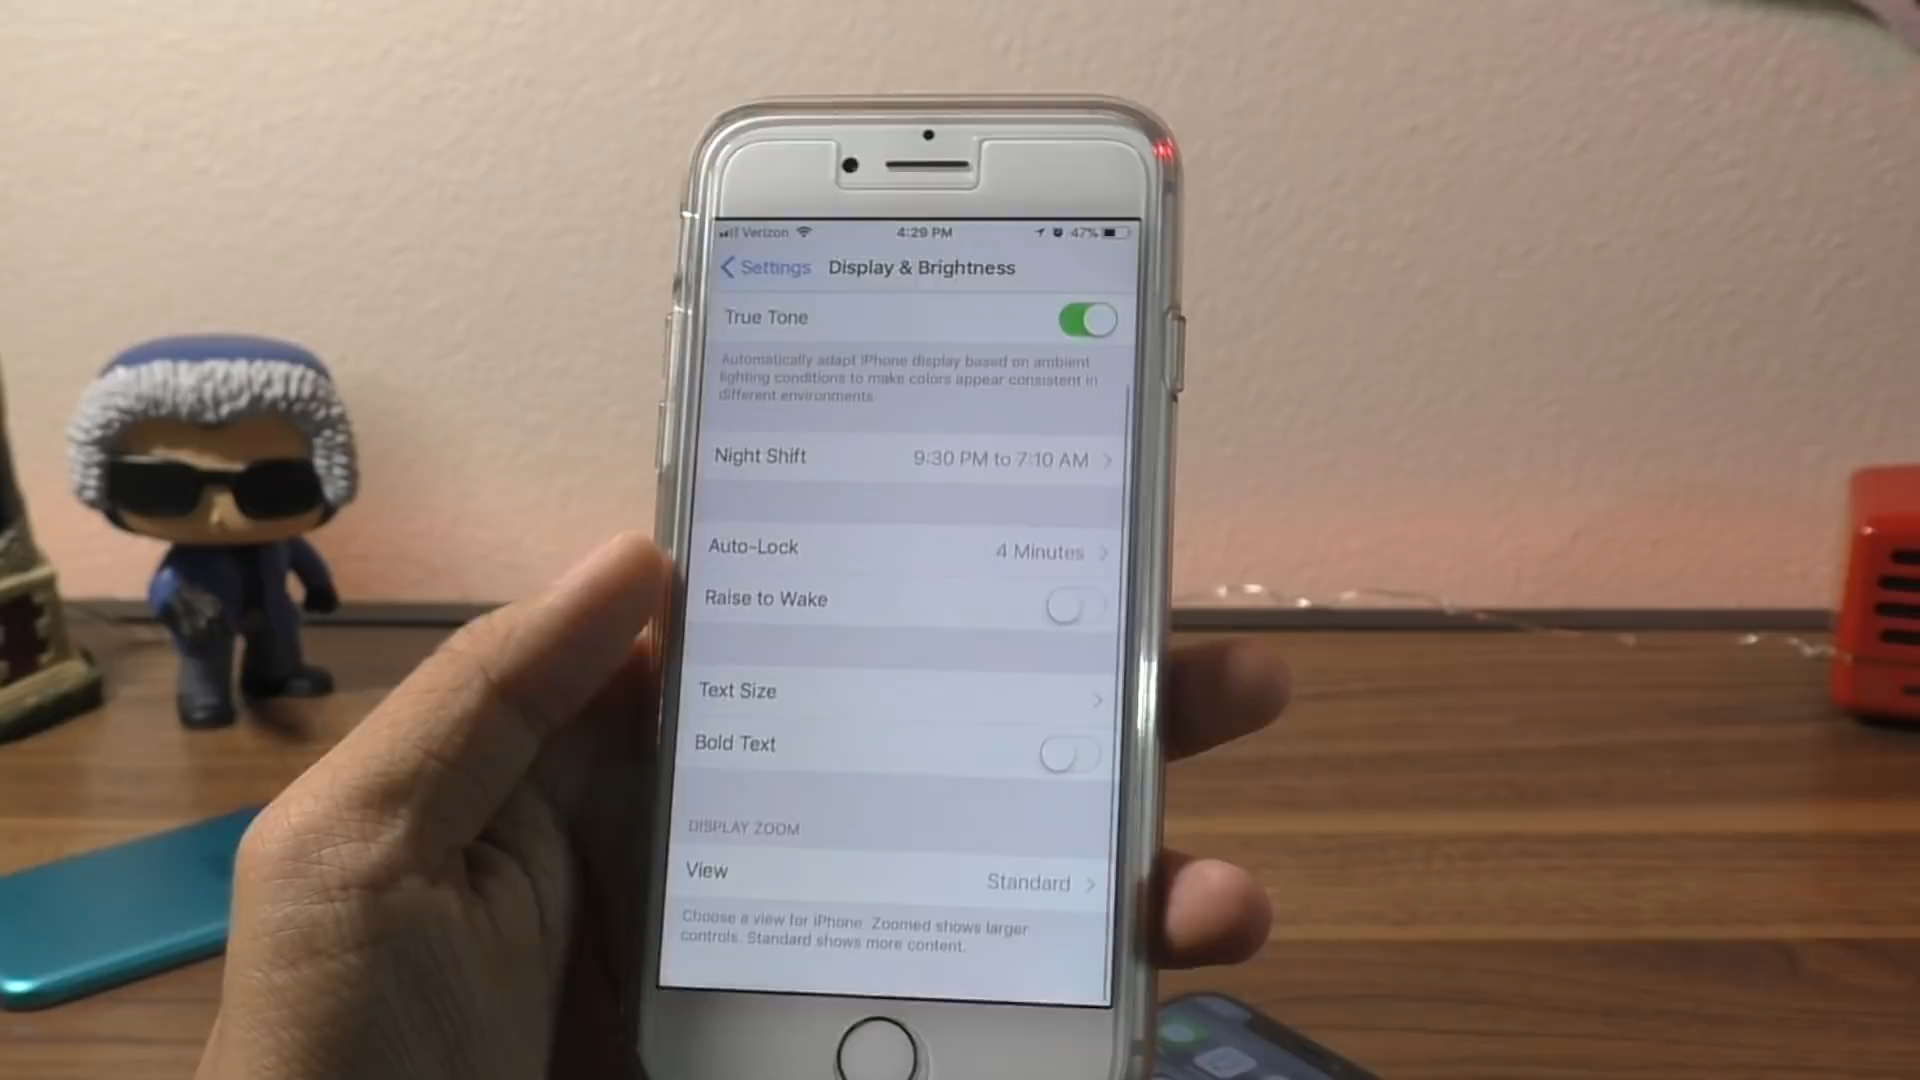 Verizon 4:29 PM 47%
Settings Display & Brightness
True Tone
Automatically adapt iPhone display based on ambient
lighting conditions to make colors appear consistent in
different environments.
Night Shift 9:30 PM to 7:10 AM
Auto-Lock 4 Minutes
Raise to Wake
Text Size
Bold Text
DISPLAY ZOOM
View Standard
Choose a view for iPhone. Zoomed shows larger
controls. Standard shows more content.